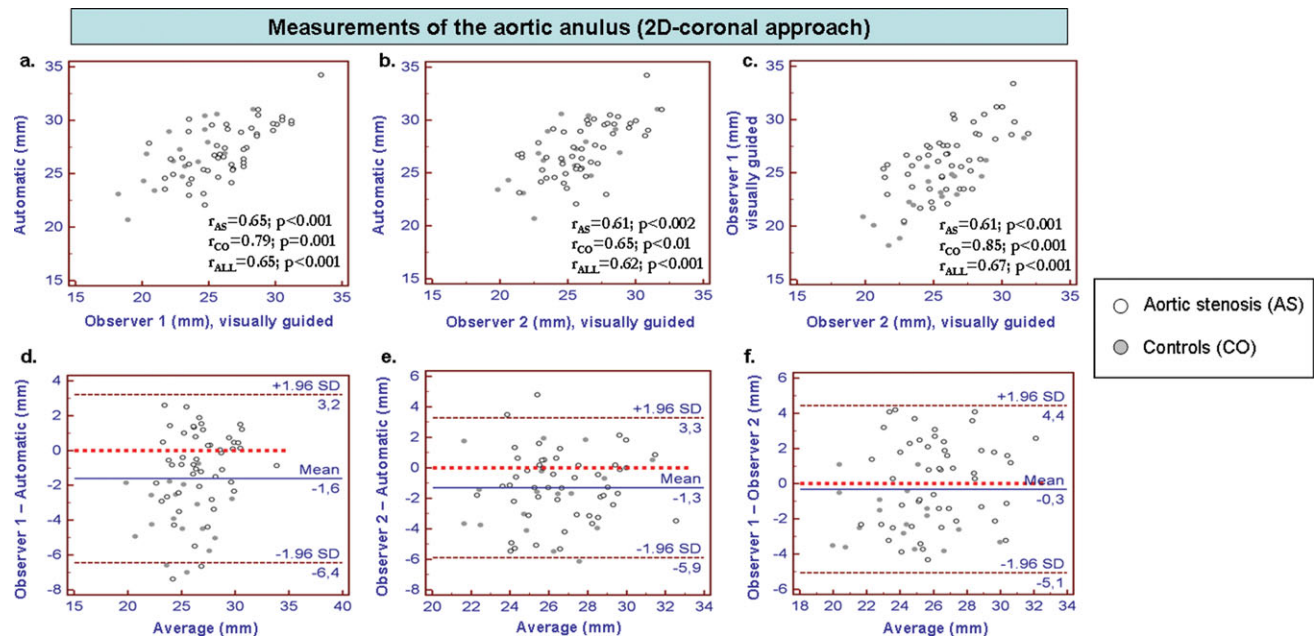 Measurements of the aortic anulus (2D-coronal approach)
a.
35
30
25
20
15
Automatic (mm)
rAS=0.65; p<0.001
rCO=0.79; p=0.001
rALL=0.65; p<0.001
15 20 25 30 35
Observer 1 (mm), visually guided
b.
35
30
25
20
15
Automatic (mm)
rAS=0.61; p<0.002
rCO=0.65; p<0.01
rALL=0.62; p<0.001
15 20 25 30 35
Observer 2 (mm), visually guided
c.
35
30
25
20
15
Observer 1 (mm)
visually guided
rAS=0.61; p<0.001
rCO=0.85; p<0.001
rALL=0.67; p<0.001
15 20 25 30 35
Observer 2 (mm), visually guided
Aortic stenosis (AS)
Controls (CO)
d.
4
2
0
-2
-4
-6
-8
Observer 1 – Automatic (mm)
+1.96 SD
3,2
Mean
-1,6
-1.96 SD
-6,4
15 20 25 30 35 40
Average (mm)
e.
6
4
2
0
-2
-4
-6
-8
Observer 2 – Automatic (mm)
+1.96 SD
3,3
Mean
-1,3
-1.96 SD
-5,9
20 22 24 26 28 30 32 34
Average (mm)
f.
6
4
2
0
-2
-4
-6
Observer 1 – Observer 2 (mm)
+1.96 SD
4,4
Mean
-0,3
-1.96 SD
-5,1
18 20 22 24 26 28 30 32 34
Average (mm)